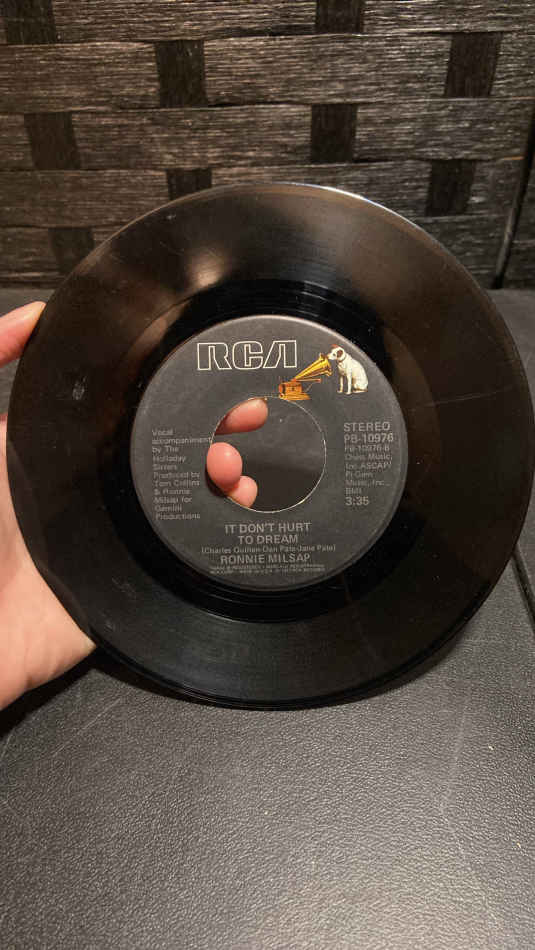 RCA
Vocal
accompaniment
by The
Holladay
Sisters
Produced by
Tom Collins
& Ronnie
Milsap for
Gemini
Productions
STEREO
PB-10976
PB-10976-B
Chess Music,
Inc-ASCAP/
Pi-Gem
Music, Inc.,
BMI
3:35
IT DON'T HURT
TO DREAM
(Charles Quillen-Dan Pate-Jane Pate)
RONNIE MILSAP